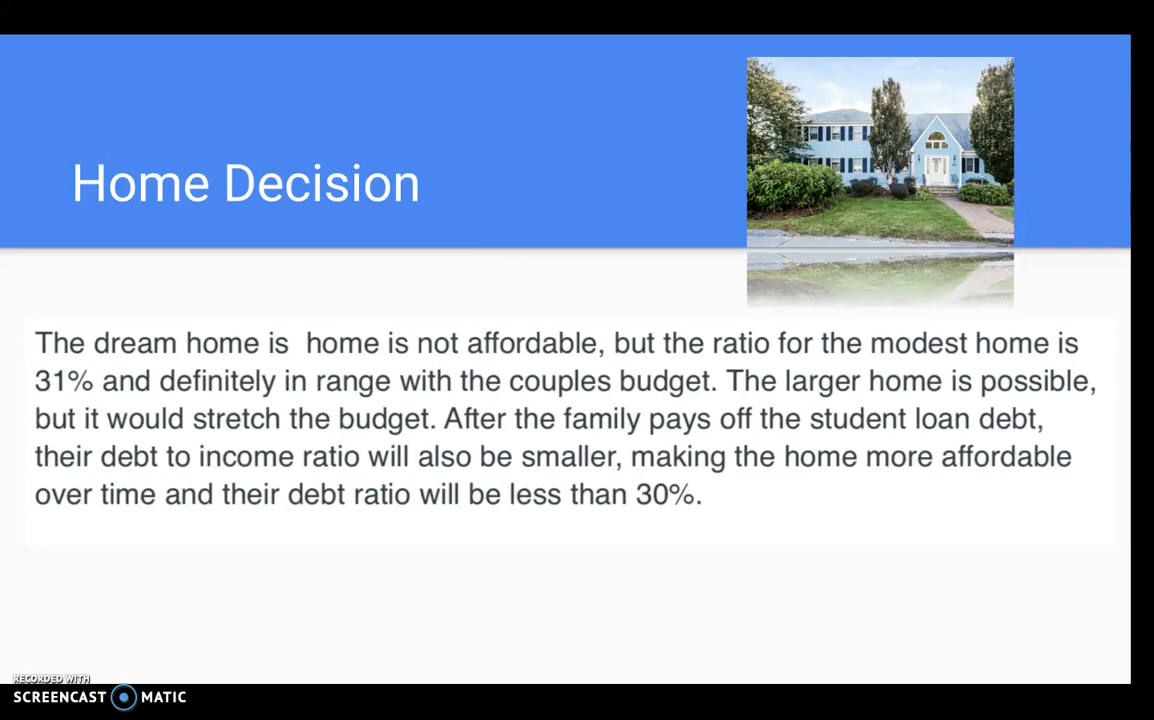 Home Decision
The dream home is  home is not affordable, but the ratio for the modest home is
31% and definitely in range with the couples budget. The larger home is possible,
but it would stretch the budget. After the family pays off the student loan debt,
their debt to income ratio will also be smaller, making the home more affordable
over time and their debt ratio will be less than 30%.
RECORDED WITH
SCREENCAST MATIC